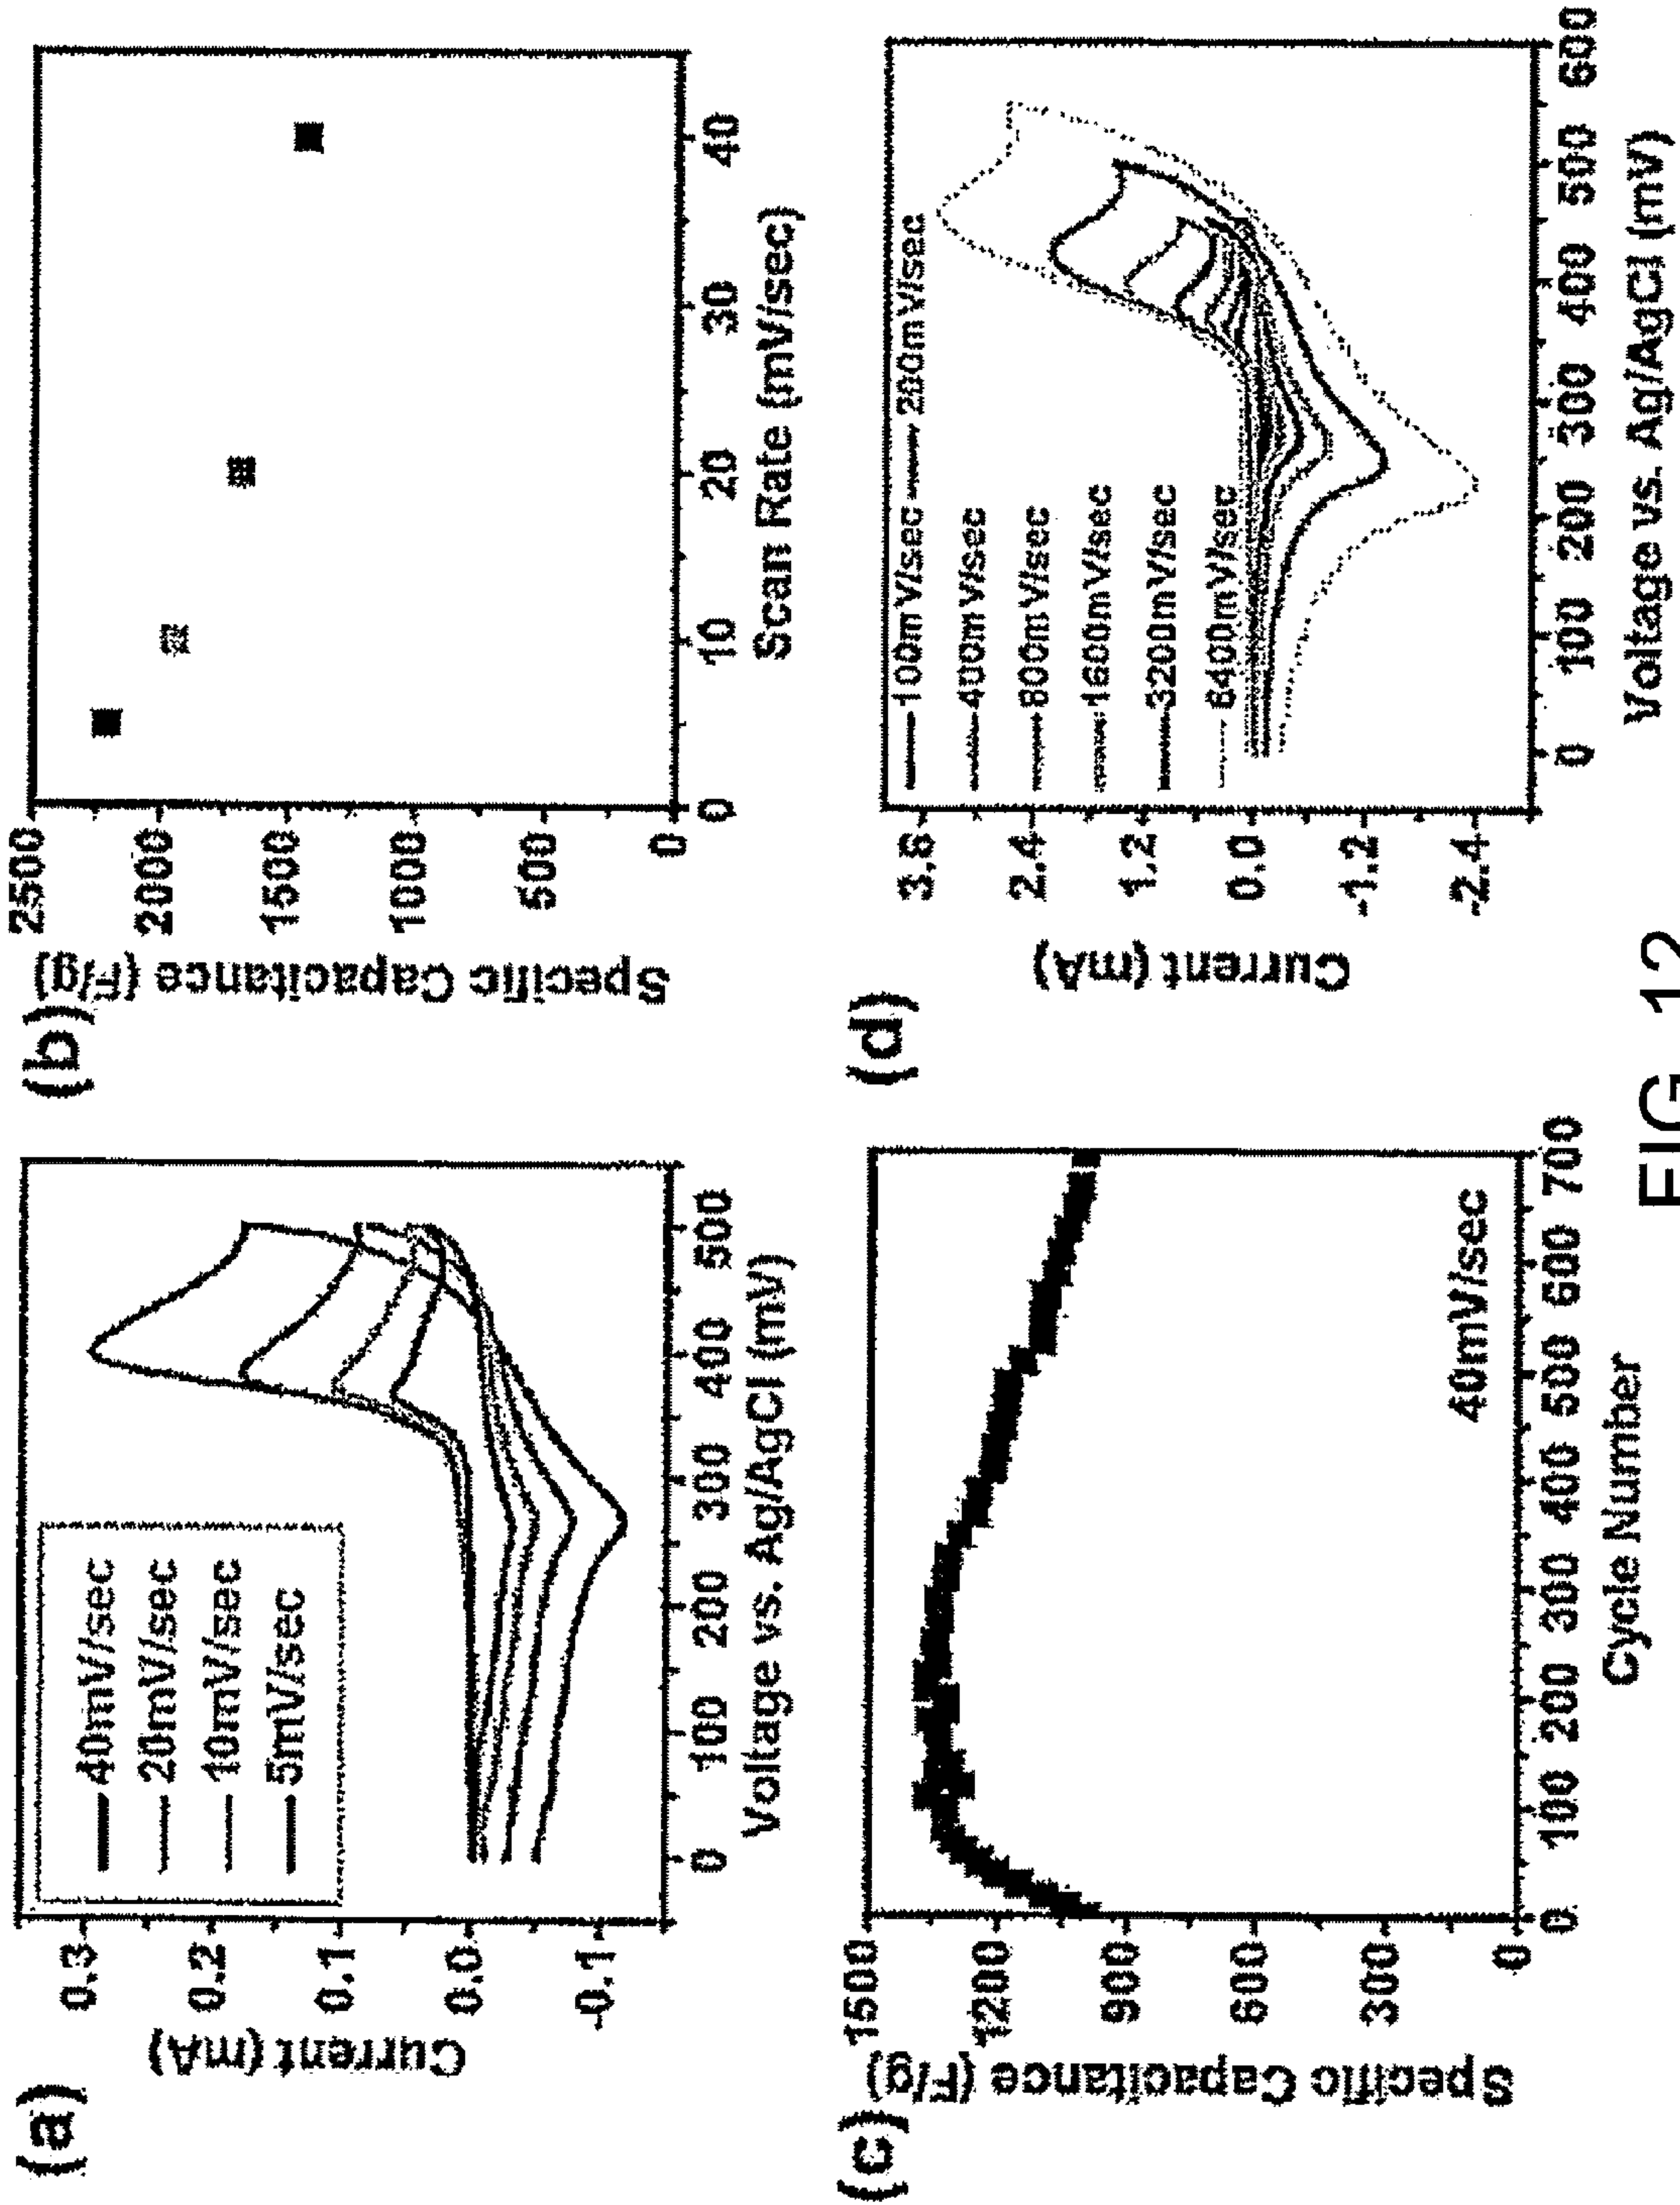 (a)
Current (mA)
0.3
0.2
0.1
0.0
-0.1
40mV/sec
20mV/sec
10mV/sec
5mV/sec
0 100 200 300 400 500
Voltage vs. Ag/AgCl (mV)
(b)
Specific Capacitance (F/g)
2500
2000
1500
1000
500
0
0 10 20 30 40
Scan Rate (mV/sec)
(c)
Specific Capacitance (F/g)
1500
1200
900
600
300
0
40mV/sec
0 100 200 300 400 500 600 700
Cycle Number
(d)
Current (mA)
3.6
2.4
1.2
0.0
-1.2
-2.4
100mV/sec 200mV/sec
400mV/sec
800mV/sec
1600mV/sec
3200mV/sec
6400mV/sec
0 100 200 300 400 500 600
Voltage vs. Ag/AgCl (mV)
FIG. 12